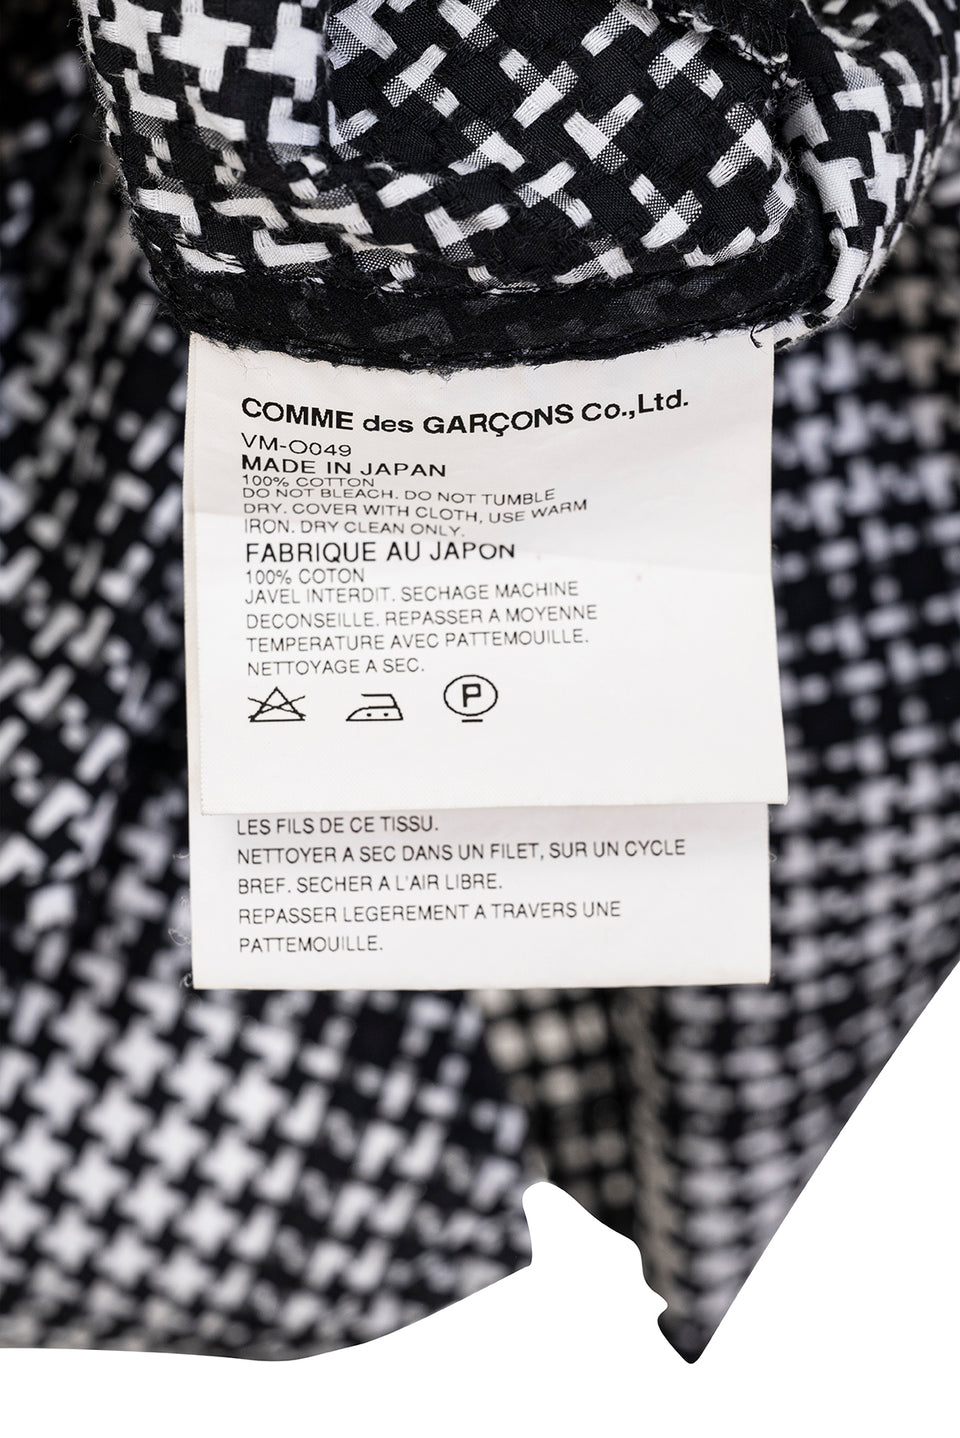 COMME des GARÇONS Co.,Ltd.
VM-O049
MADE IN JAPAN
100% COTTON
DO NOT BLEACH. DO NOT TUMBLE
DRY. COVER WITH CLOTH, USE WARM
IRON. DRY CLEAN ONLY.
FABRIQUE AU JAPON
100% COTON
JAVEL INTERDIT. SECHAGE MACHINE
DECONSEILLE. REPASSER A MOYENNE
TEMPERATURE AVEC PATTEMOUILLE.
NETTOYAGE A SEC.
P
LES FILS DE CE TISSU.
NETTOYER A SEC DANS UN FILET, SUR UN CYCLE
BREF. SECHER A L'AIR LIBRE.
REPASSER LEGEREMENT A TRAVERS UNE
PATTEMOUILLE.